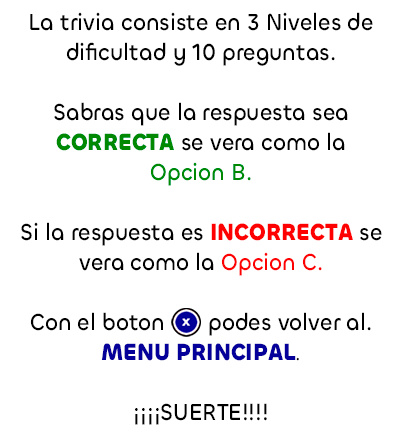 La trivia consiste en 3 Niveles de
dificultad y 10 preguntas.
Sabras que la respuesta sea
CORRECTA se vera como la
Opcion B.
Si la respuesta es INCORRECTA se
vera como la Opcion C.
Con el boton x podes volver al.
MENU PRINCIPAL.
¡¡¡¡SUERTE!!!!